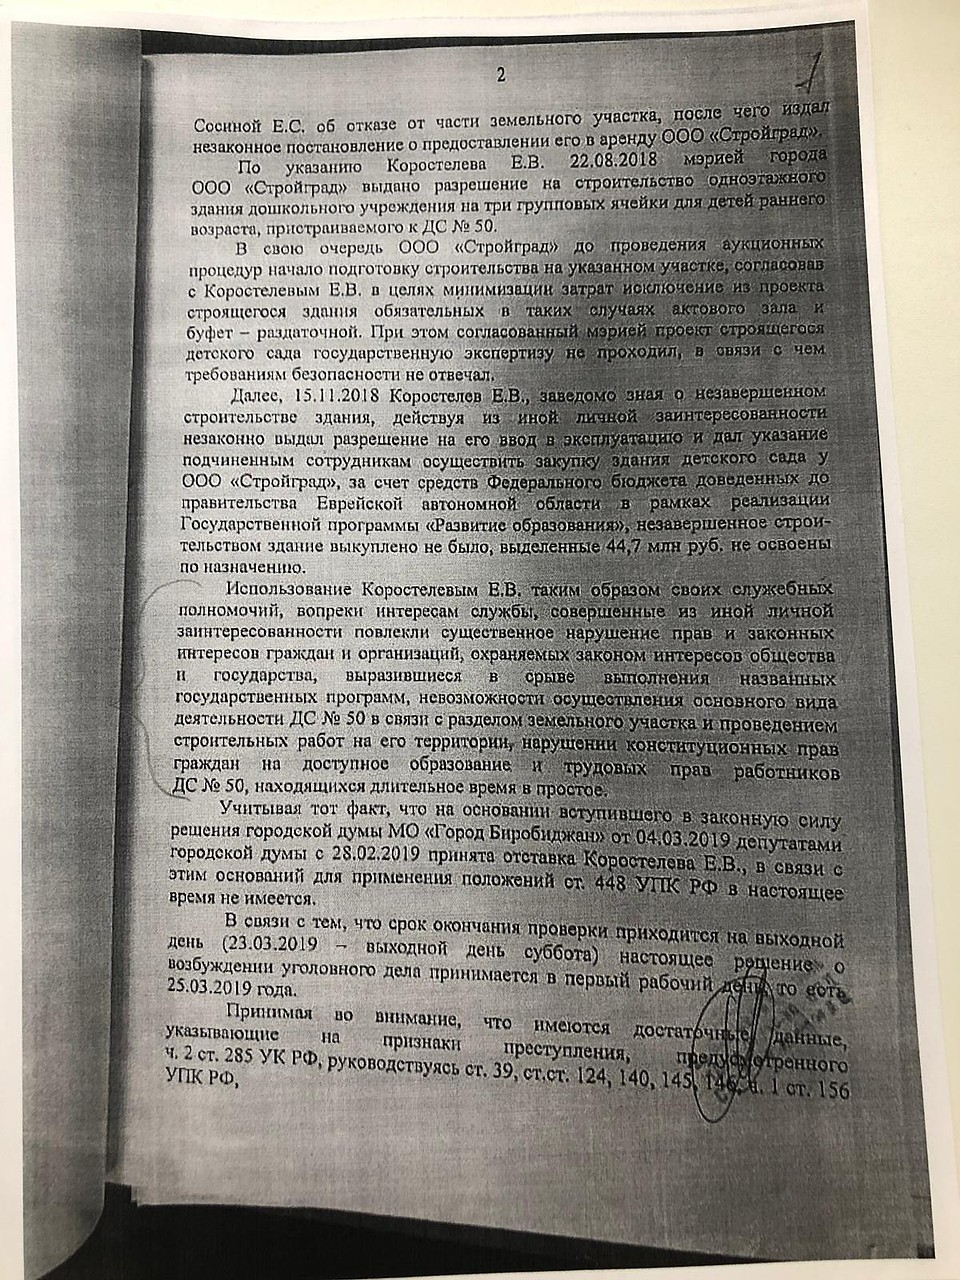 2
1
Сосиной Е.С. об отказе от части земельного участка, после чего издал
незаконное постановление о предоставлении его в аренду ООО «Стройград».
По указанию Коростелева Е.В. 22.08.2018 мэрией города
ООО «Стройград» выдано разрешение на строительство одноэтажного
здания дошкольного учреждения на три групповых ячейки для детей раннего
возраста, пристраиваемого к ДС № 50.
В свою очередь ООО «Стройград» до проведения аукционных
процедур начало подготовку строительства на указанном участке, согласовав
с Коростелевым Е.В. в целях минимизации затрат исключение из проекта
строящегося здания обязательных в таких случаях актового зала и
буфет – раздаточной. При этом согласованный мэрией проект строящегося
детского сада государственную экспертизу не проходил, в связи с чем
требованиям безопасности не отвечал.
Далее, 15.11.2018 Коростелев Е.В., заведомо зная о незавершенном
строительстве здания, действуя из иной личной заинтересованности
незаконно выдал разрешение на его ввод в эксплуатацию и дал указание
подчиненным сотрудникам осуществить закупку здания детского сада у
ООО «Стройград», за счет средств Федерального бюджета доведенных до
правительства Еврейской автономной области в рамках реализации
Государственной программы «Развитие образования», незавершенное строи-
тельством здание выкуплено не было, выделенные 44,7 млн руб. не освоены
по назначению.
Использование Коростелевым Е.В. таким образом своих служебных
полномочий, вопреки интересам службы, совершенные из иной личной
заинтересованности повлекли существенное нарушение прав и законных
интересов граждан и организаций, охраняемых законом интересов общества
и государства, выразившиеся в срыве выполнения названных
государственных программ, невозможности осуществления основного вида
деятельности ДС № 50 в связи с разделом земельного участка и проведением
строительных работ на его территории, нарушении конституционных прав
граждан на доступное образование и трудовых прав работников
ДС № 50, находящихся длительное время в простое.
Учитывая тот факт, что на основании вступившего в законную силу
решения городской думы МО «Город Биробиджан» от 04.03.2019 депутатами
городской думы с 28.02.2019 принята отставка Коростелева Е.В., в связи с
этим оснований для применения положений ст. 448 УПК РФ в настоящее
время не имеется.
В связи с тем, что срок окончания проверки приходится на выходной
день (23.03.2019 – выходной день суббота) настоящее решение о
возбуждении уголовного дела принимается в первый рабочий день, то есть
25.03.2019 года.
Принимая во внимание, что имеются достаточные данные,
указывающие на признаки преступления, предусмотренного
ч. 2 ст. 285 УК РФ, руководствуясь ст. 39, ст.ст. 124, 140, 145, 146, ч. 1 ст. 156
УПК РФ,